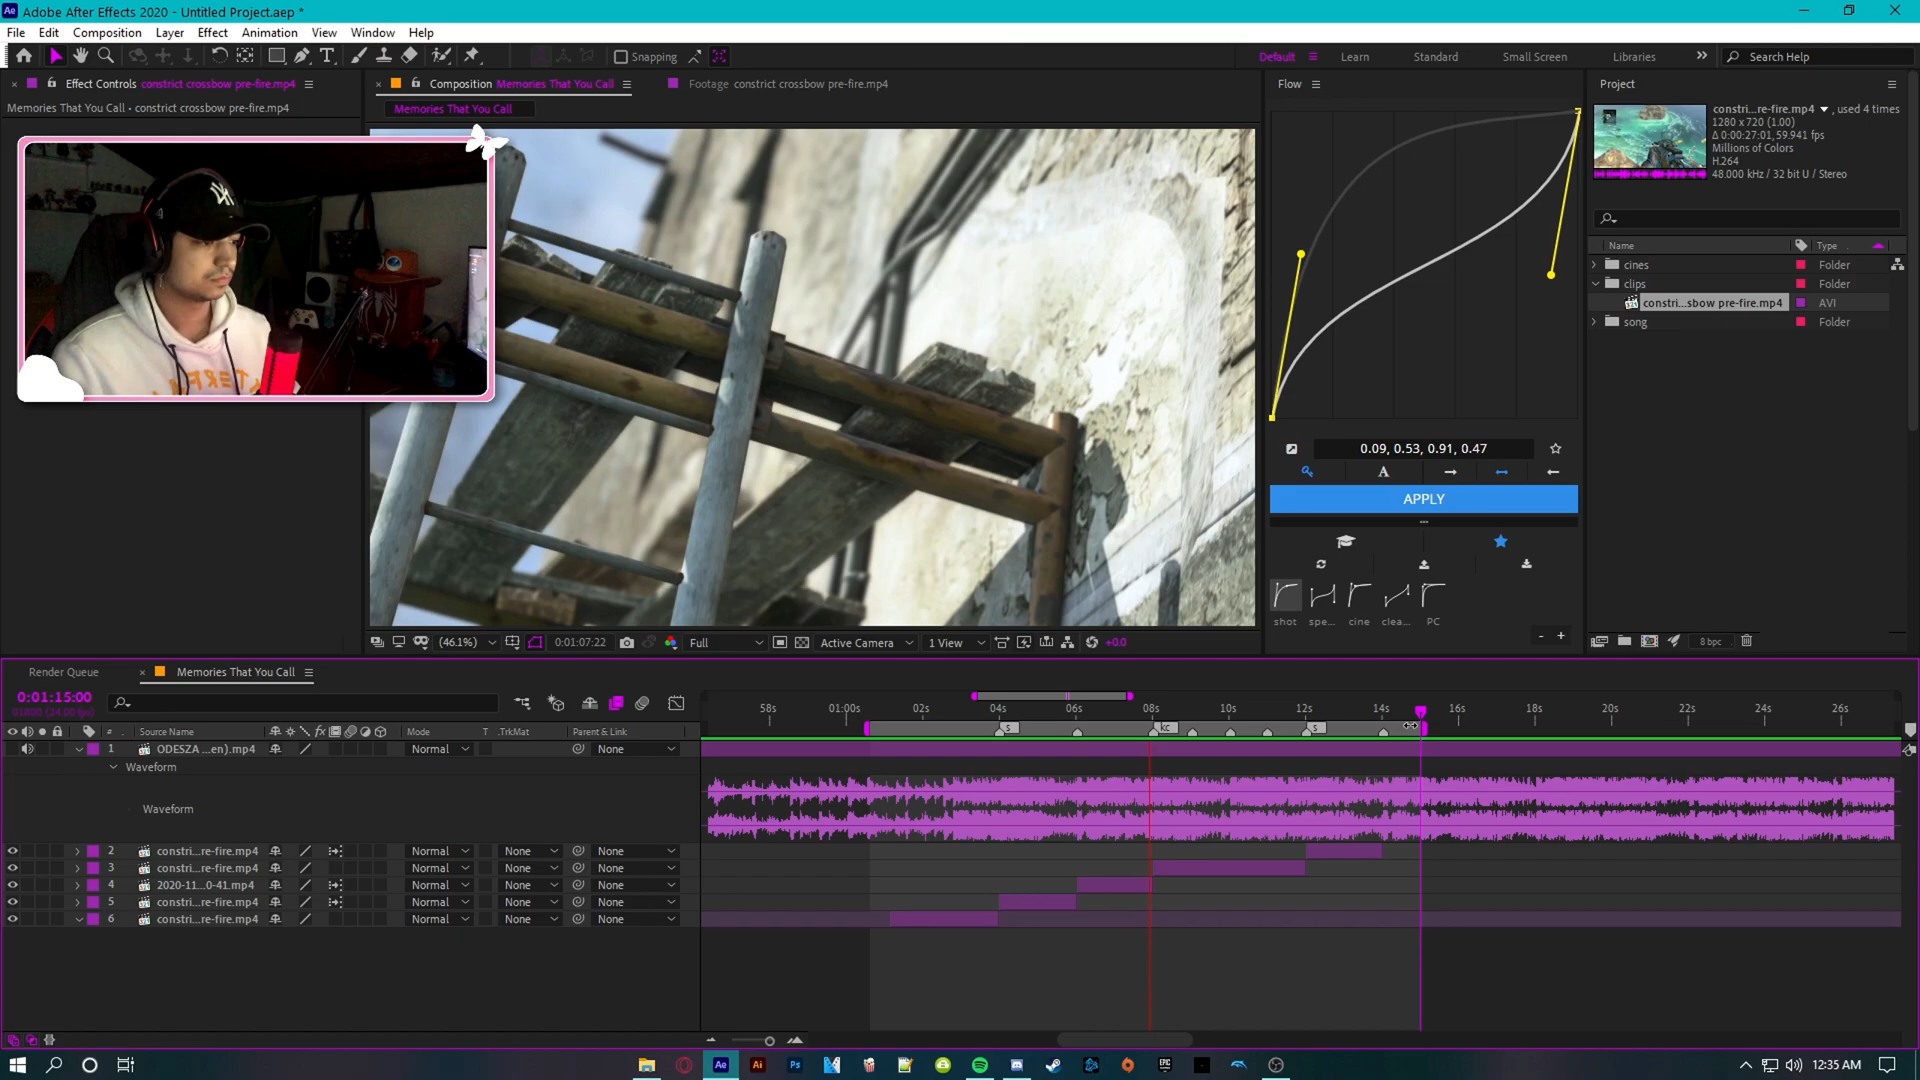 Adobe After Effects 2020 - Untitled Project.aep *
File Edit Composition Layer Effect Animation View Window Help
Snapping
Default Learn Standard Small Screen Libraries Search Help
Effect Controls constrict crossbow pre-fire.mp4
Memories That You Call • constrict crossbow pre-fire.mp4
Composition Memories That You Call
Footage constrict crossbow pre-fire.mp4
Memories That You Call
Flow
0.09, 0.53, 0.91, 0.47
A
APPLY
shot spe... cine clea... PC
- +
Project
constri...re-fire.mp4 , used 4 times
1280 x 720 (1.00)
Δ 0:00:27:01, 59.941 fps
Millions of Colors
H.264
48.000 kHz / 32 bit U / Stereo
Name Type
cines Folder
clips Folder
constri...sbow pre-fire.mp4 AVI
song Folder
8 bpc
(46.1%) 0:01:07:22 Full Active Camera 1 View +0.0
Render Queue Memories That You Call
0:01:15:00
01800 (24.00 fps)
# Source Name Mode T .TrkMat Parent & Link
58s 01:00s 02s 04s 06s 08s 10s 12s 14s 16s 18s 20s 22s 24s 26s
s kc s
1 ODESZA ...en).mp4 Normal None
Waveform
Waveform
2 constri...re-fire.mp4 Normal None None
3 constri...re-fire.mp4 Normal None None
4 2020-11...0-41.mp4 Normal None None
5 constri...re-fire.mp4 Normal None None
6 constri...re-fire.mp4 Normal None None
Ae Ai Ps EPIC GAMES
12:35 AM